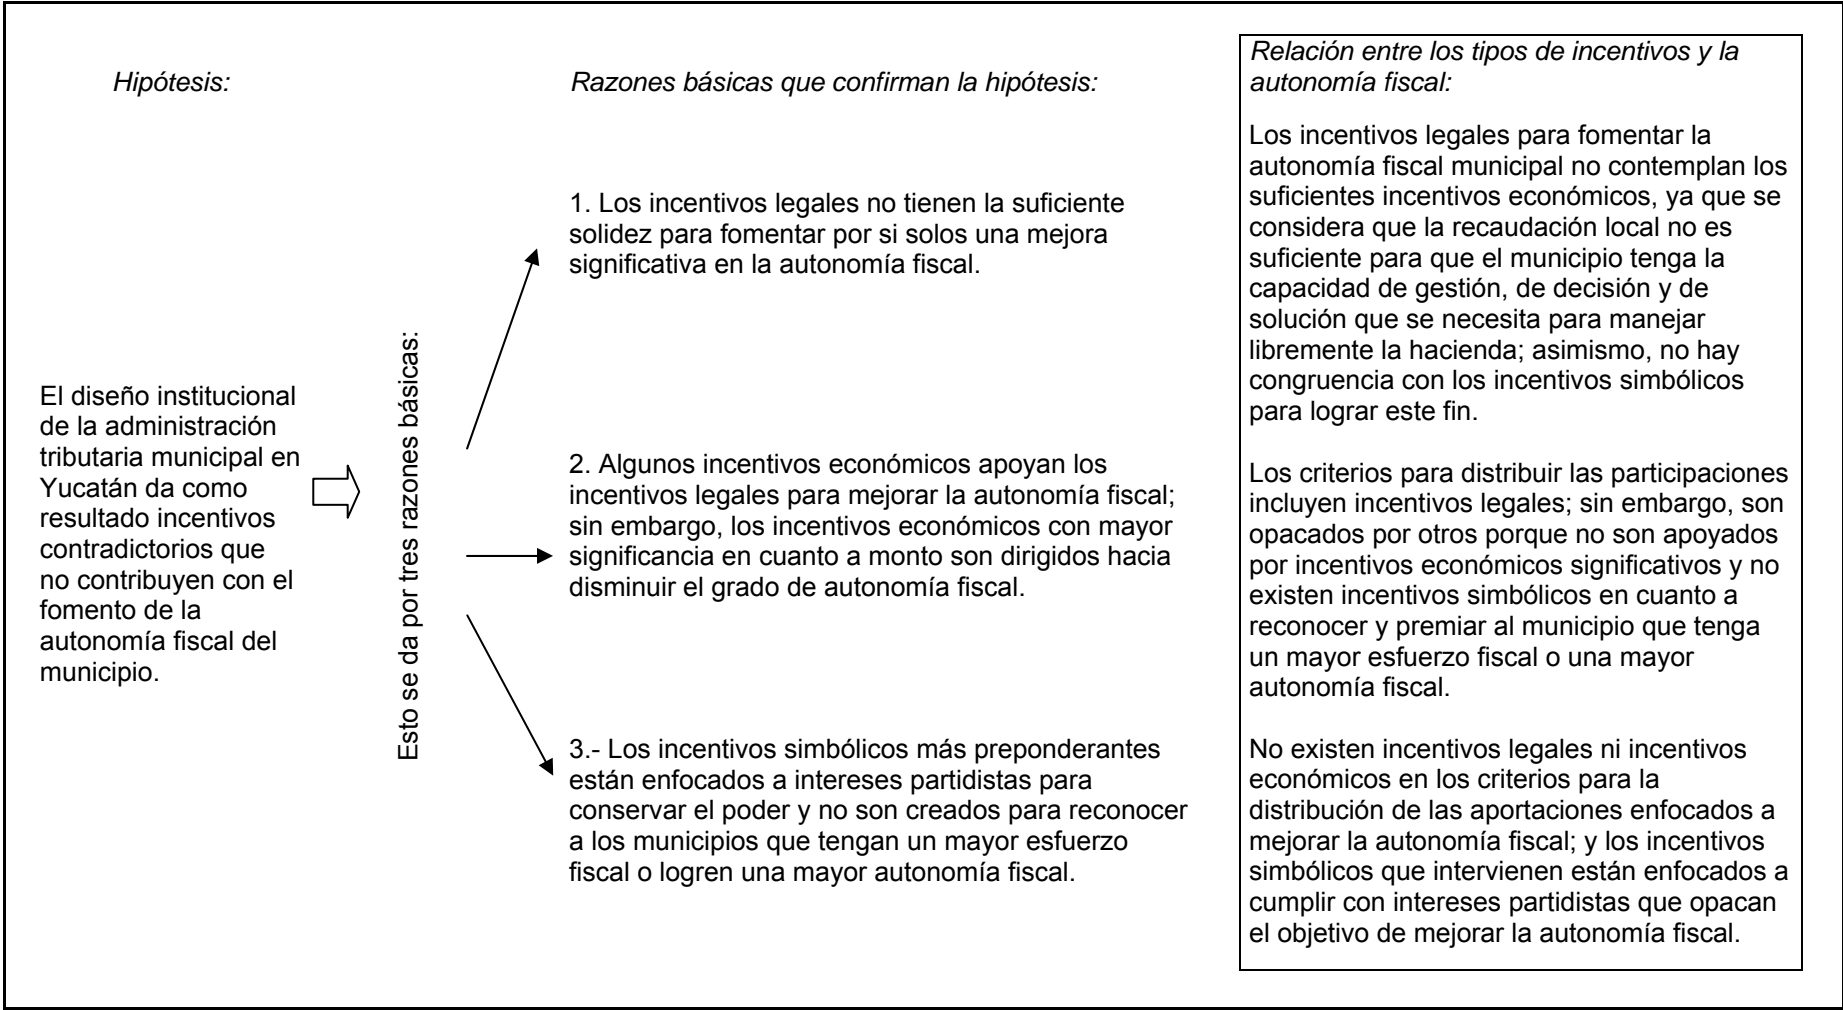 Hipótesis:
El diseño institucional
de la administración
tributaria municipal en
Yucatán da como
resultado incentivos
contradictorios que
no contribuyen con el
fomento de la
autonomía fiscal del
municipio.
Esto se da por tres razones básicas:
Razones básicas que confirman la hipótesis:
1. Los incentivos legales no tienen la suficiente
solidez para fomentar por si solos una mejora
significativa en la autonomía fiscal.
2. Algunos incentivos económicos apoyan los
incentivos legales para mejorar la autonomía fiscal;
sin embargo, los incentivos económicos con mayor
significancia en cuanto a monto son dirigidos hacia
disminuir el grado de autonomía fiscal.
3.- Los incentivos simbólicos más preponderantes
están enfocados a intereses partidistas para
conservar el poder y no son creados para reconocer
a los municipios que tengan un mayor esfuerzo
fiscal o logren una mayor autonomía fiscal.
Relación entre los tipos de incentivos y la
autonomía fiscal:
Los incentivos legales para fomentar la
autonomía fiscal municipal no contemplan los
suficientes incentivos económicos, ya que se
considera que la recaudación local no es
suficiente para que el municipio tenga la
capacidad de gestión, de decisión y de
solución que se necesita para manejar
libremente la hacienda; asimismo, no hay
congruencia con los incentivos simbólicos
para lograr este fin.
Los criterios para distribuir las participaciones
incluyen incentivos legales; sin embargo, son
opacados por otros porque no son apoyados
por incentivos económicos significativos y no
existen incentivos simbólicos en cuanto a
reconocer y premiar al municipio que tenga
un mayor esfuerzo fiscal o una mayor
autonomía fiscal.
No existen incentivos legales ni incentivos
económicos en los criterios para la
distribución de las aportaciones enfocados a
mejorar la autonomía fiscal; y los incentivos
simbólicos que intervienen están enfocados a
cumplir con intereses partidistas que opacan
el objetivo de mejorar la autonomía fiscal.